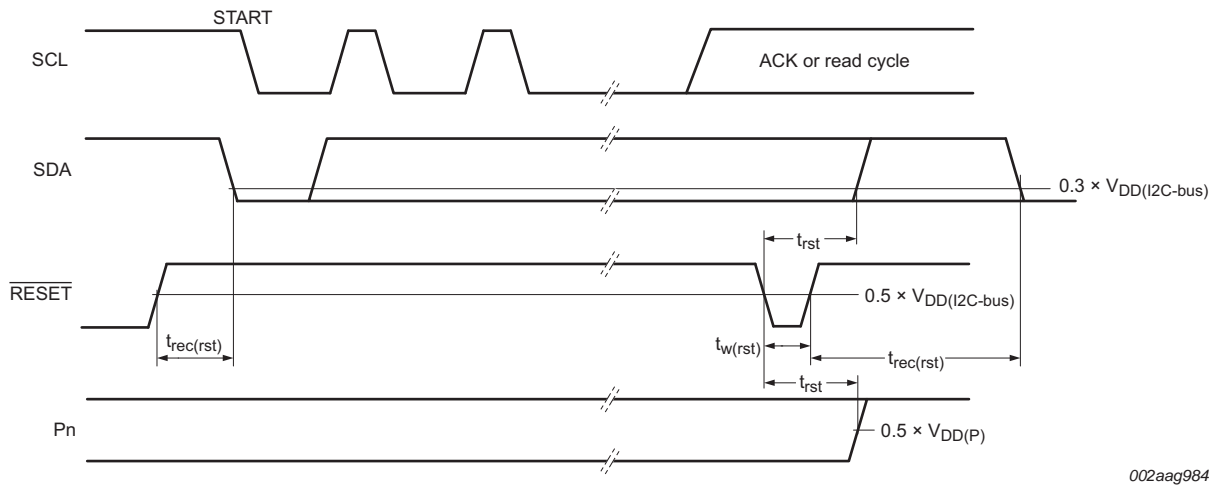 START
SCL
ACK or read cycle
SDA
0.3 × VDD(I2C-bus)
trst
RESET
0.5 × VDD(I2C-bus)
trec(rst)
tw(rst)
trec(rst)
trst
Pn
0.5 × VDD(P)
002aag984